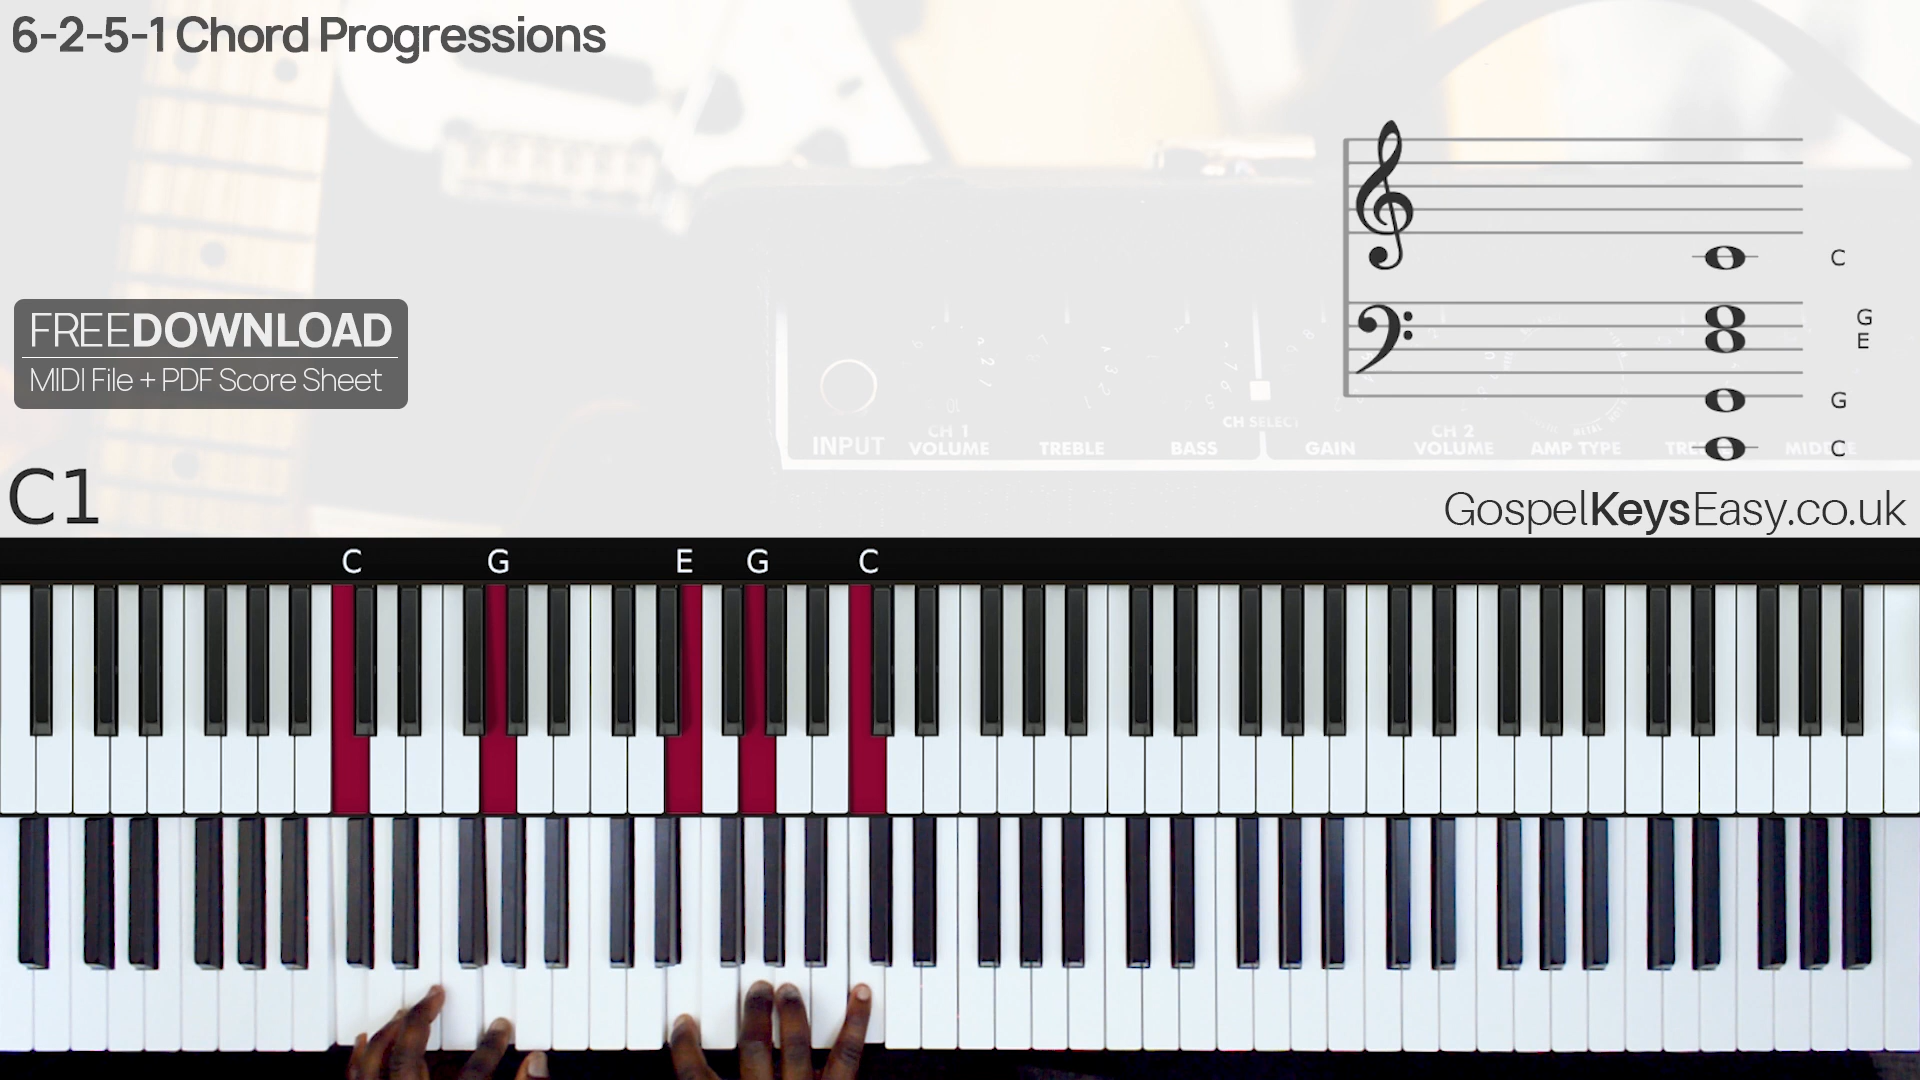 6-2-5-1 Chord Progressions
FREEDOWNLOAD
MIDI File + PDF Score Sheet
C
G
E
G
C
INPUT
CH 1
VOLUME
TREBLE
BASS
CH SELECT
GAIN
CH 2
VOLUME
AMP TYPE
C1
GospelKeysEasy.co.uk
C G E G C